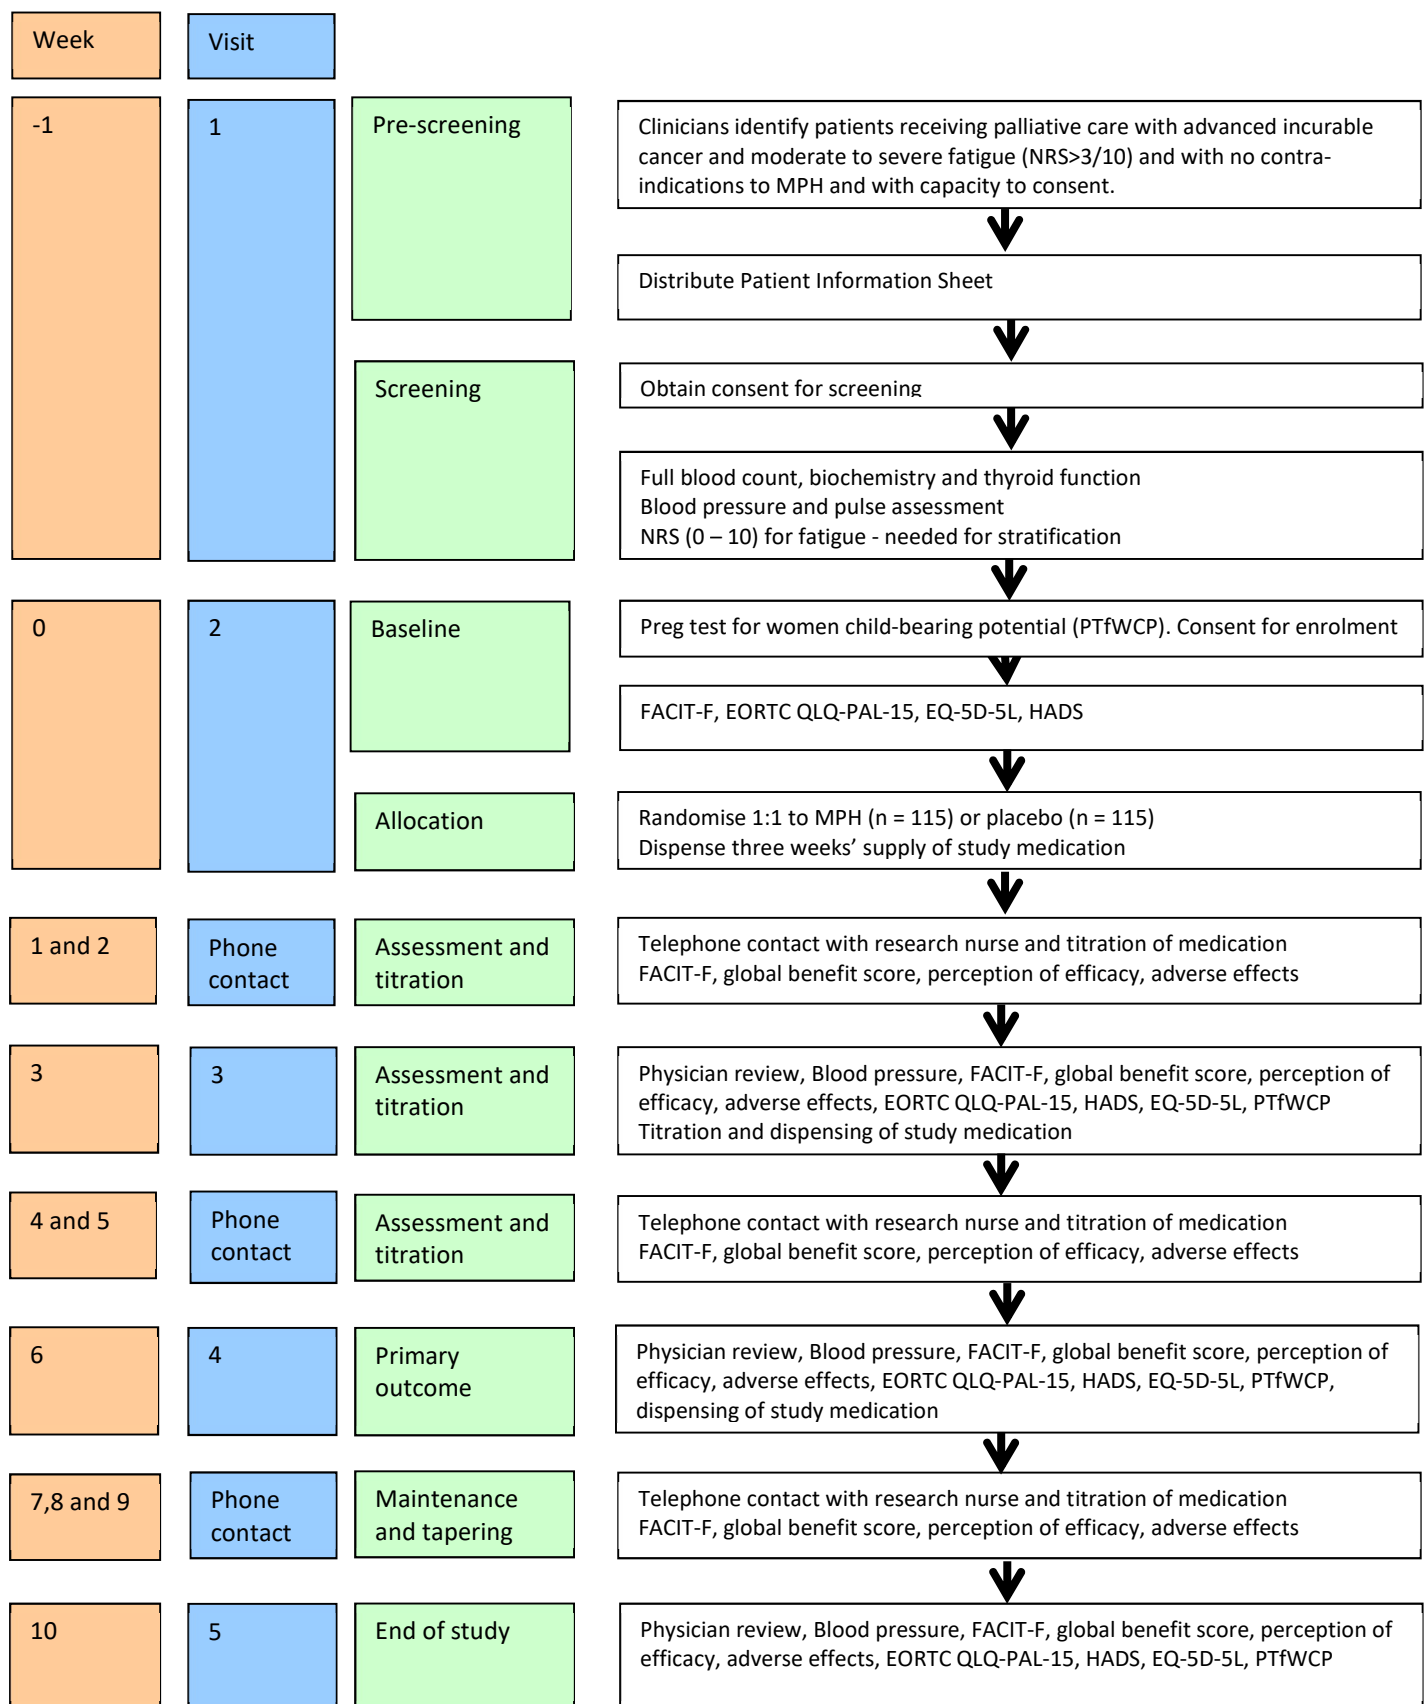 Week
Visit
-1
1
Pre-screening
Clinicians identify patients receiving palliative care with advanced incurable
cancer and moderate to severe fatigue (NRS>3/10) and with no contra-
indications to MPH and with capacity to consent.
Distribute Patient Information Sheet
Screening
Obtain consent for screening
Full blood count, biochemistry and thyroid function
Blood pressure and pulse assessment
NRS (0 – 10) for fatigue - needed for stratification
0
2
Baseline
Preg test for women child-bearing potential (PTfWCP). Consent for enrolment
FACIT-F, EORTC QLQ-PAL-15, EQ-5D-5L, HADS
Allocation
Randomise 1:1 to MPH (n = 115) or placebo (n = 115)
Dispense three weeks’ supply of study medication
1 and 2
Phone
contact
Assessment and
titration
Telephone contact with research nurse and titration of medication
FACIT-F, global benefit score, perception of efficacy, adverse effects
3
3
Assessment and
titration
Physician review, Blood pressure, FACIT-F, global benefit score, perception of
efficacy, adverse effects, EORTC QLQ-PAL-15, HADS, EQ-5D-5L, PTfWCP
Titration and dispensing of study medication
4 and 5
Phone
contact
Assessment and
titration
Telephone contact with research nurse and titration of medication
FACIT-F, global benefit score, perception of efficacy, adverse effects
6
4
Primary
outcome
Physician review, Blood pressure, FACIT-F, global benefit score, perception of
efficacy, adverse effects, EORTC QLQ-PAL-15, HADS, EQ-5D-5L, PTfWCP,
dispensing of study medication
7,8 and 9
Phone
contact
Maintenance
and tapering
Telephone contact with research nurse and titration of medication
FACIT-F, global benefit score, perception of efficacy, adverse effects
10
5
End of study
Physician review, Blood pressure, FACIT-F, global benefit score, perception of
efficacy, adverse effects, EORTC QLQ-PAL-15, HADS, EQ-5D-5L, PTfWCP